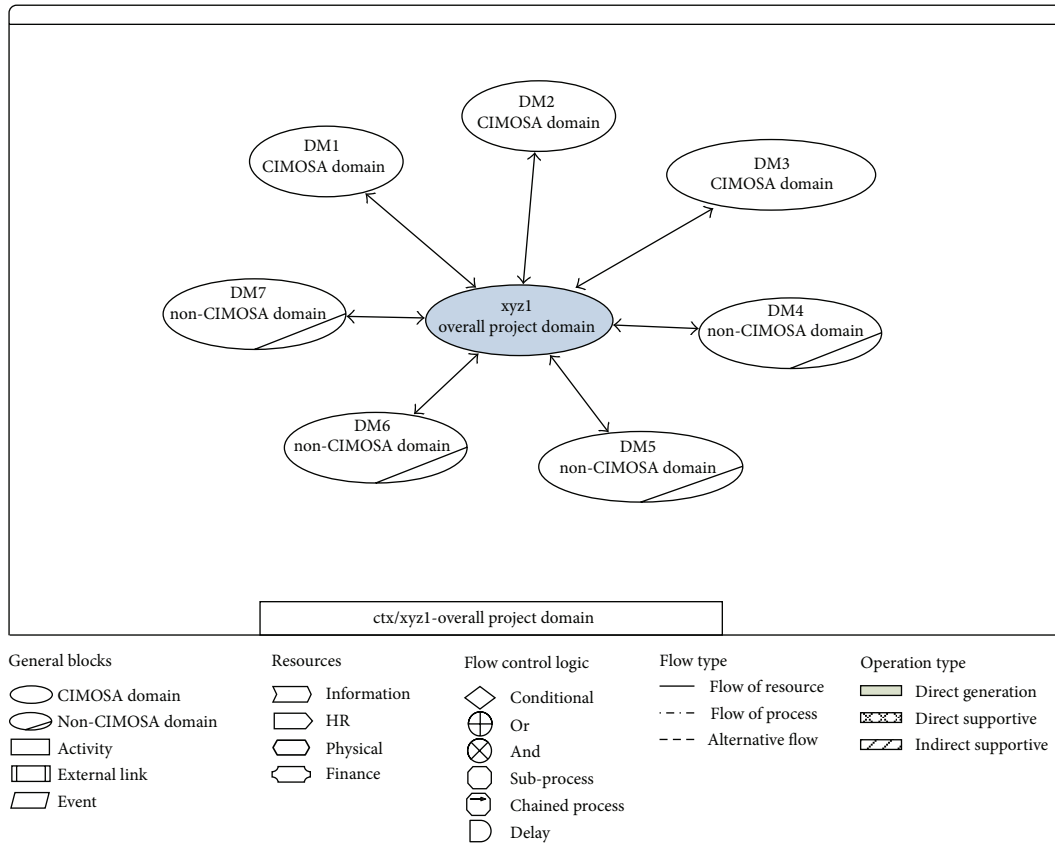 DM2
CIMOSA domain
DM1
CIMOSA domain
DM3
CIMOSA domain
DM7
non-CIMOSA domain
xyz1
overall project domain
DM4
non-CIMOSA domain
DM6
non-CIMOSA domain
DM5
non-CIMOSA domain
ctx/xyz1-overall project domain
General blocks
CIMOSA domain
Non-CIMOSA domain
Activity
External link
Event
Resources
Information
HR
Physical
Finance
Flow control logic
Conditional
Or
And
Sub-process
Chained process
Delay
Flow type
Flow of resource
Flow of process
Alternative flow
Operation type
Direct generation
Direct supportive
Indirect supportive